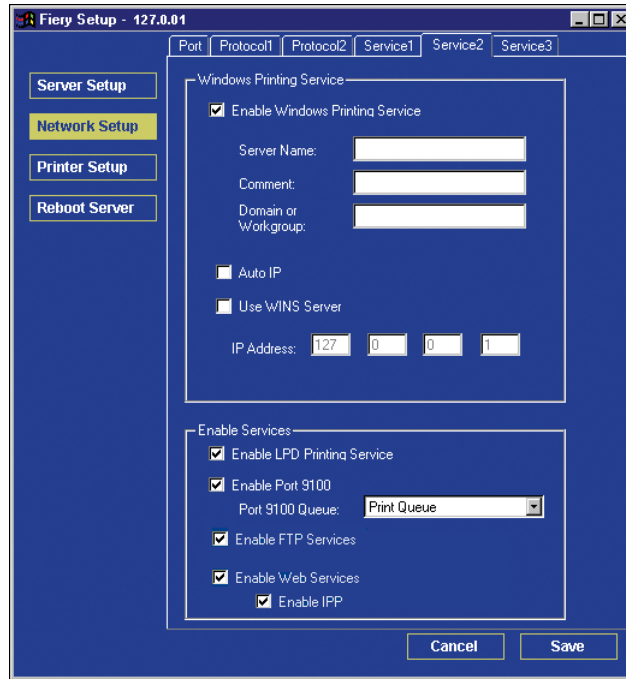 Fiery Setup - 127.0.01
Port Protocol1 Protocol2 Service1 Service2 Service3
Server Setup
Network Setup
Printer Setup
Reboot Server
Windows Printing Service
Enable Windows Printing Service
Server Name:
Comment:
Domain or
Workgroup:
Auto IP
Use WINS Server
IP Address: 127 0 0 1
Enable Services
Enable LPD Printing Service
Enable Port 9100
Port 9100 Queue: Print Queue
Enable FTP Services
Enable Web Services
Enable IPP
Cancel Save